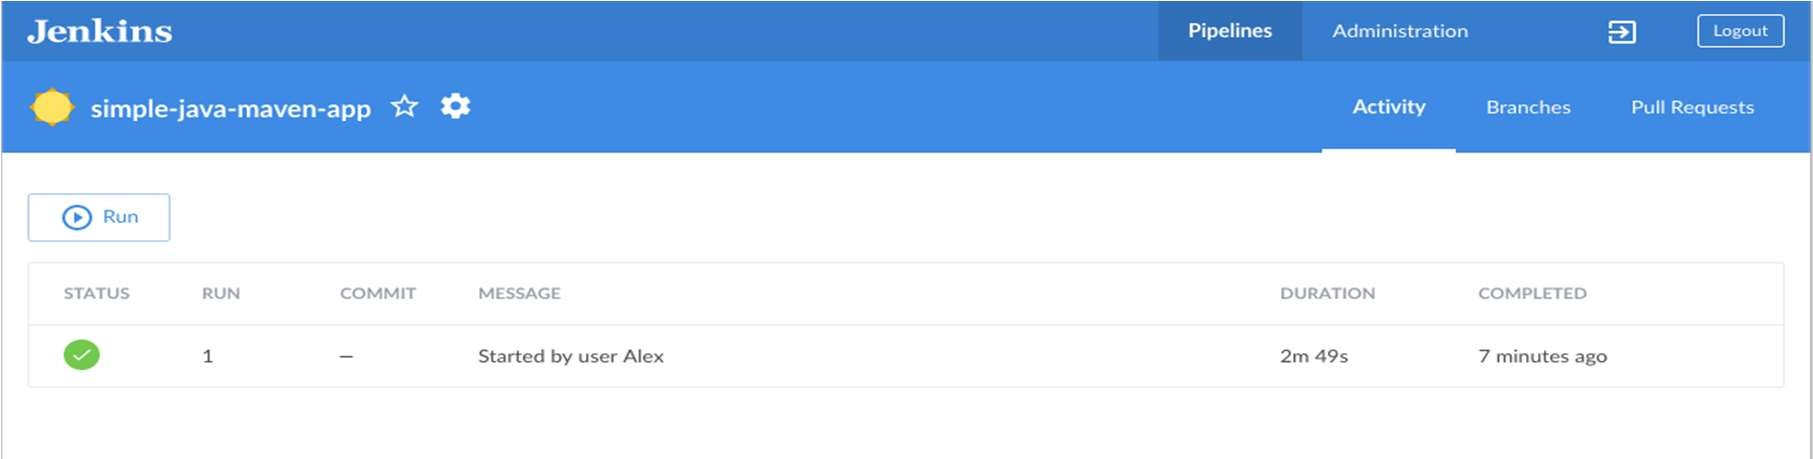 Jenkins Pipelines Administration Logout
simple-java-maven-app Activity Branches Pull Requests
Run
STATUS RUN COMMIT MESSAGE DURATION COMPLETED
1 — Started by user Alex 2m 49s 7 minutes ago